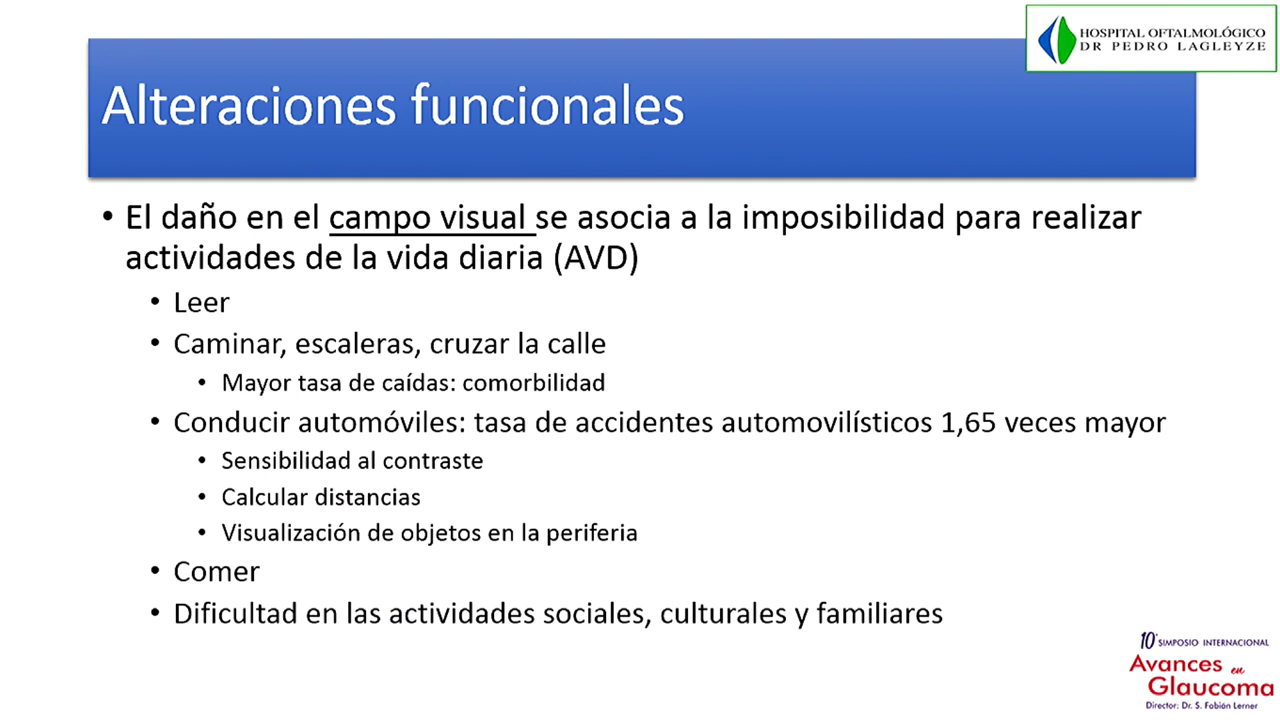 HOSPITAL OFTALMOLÓGICO
DR PEDRO LAGLEYZE
Alteraciones funcionales
• El daño en el campo visual se asocia a la imposibilidad para realizar
actividades de la vida diaria (AVD)
• Leer
• Caminar, escaleras, cruzar la calle
• Mayor tasa de caídas: comorbilidad
• Conducir automóviles: tasa de accidentes automovilísticos 1,65 veces mayor
• Sensibilidad al contraste
• Calcular distancias
• Visualización de objetos en la periferia
• Comer
• Dificultad en las actividades sociales, culturales y familiares
10° SIMPOSIO INTERNACIONAL
Avances en
Glaucoma
Director: Dr. S. Fabián Lerner